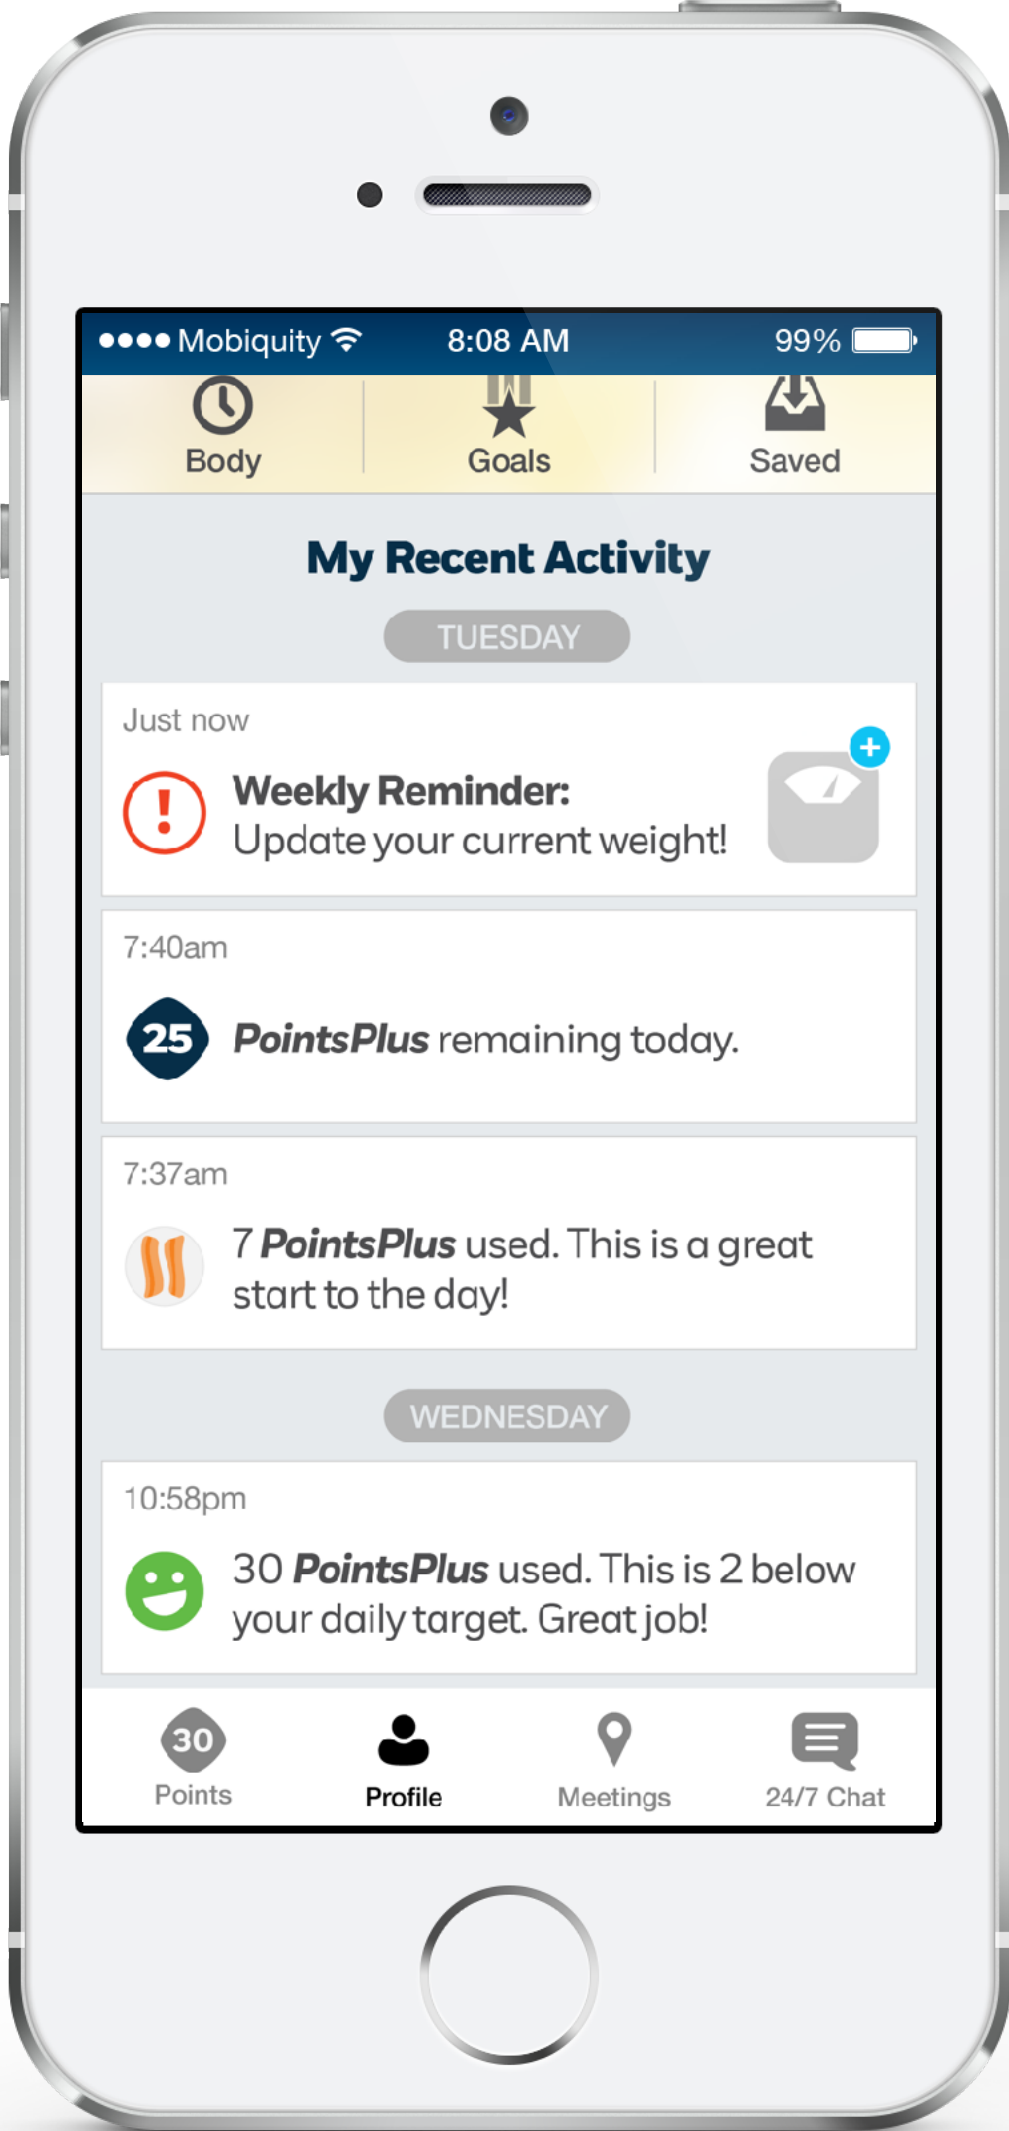 Mobiquity 8:08 AM 99%
Body Goals Saved
My Recent Activity
TUESDAY
Just now
Weekly Reminder:
Update your current weight!
7:40am
25 PointsPlus remaining today.
7:37am
7 PointsPlus used. This is a great
start to the day!
WEDNESDAY
10:58pm
30 PointsPlus used. This is 2 below
your daily target. Great job!
30
Points Profile Meetings 24/7 Chat